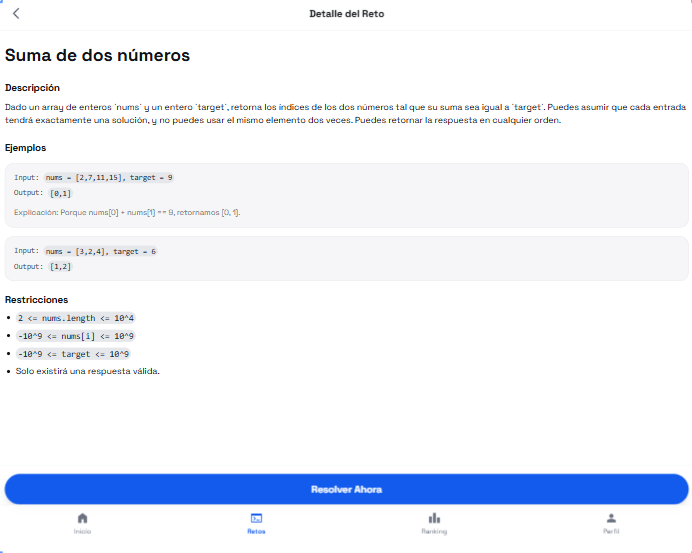 Detalle del Reto
Suma de dos números
Descripción
Dado un array de enteros `nums` y un entero `target`, retorna los índices de los dos números tal que su suma sea igual a `target`. Puedes asumir que cada entrada
tendrá exactamente una solución, y no puedes usar el mismo elemento dos veces. Puedes retornar la respuesta en cualquier orden.
Ejemplos
Input: nums = [2,7,11,15], target = 9
Output: [0,1]
Explicación: Porque nums[0] + nums[1] == 9, retornamos [0, 1].
Input: nums = [3,2,4], target = 6
Output: [1,2]
Restricciones
• 2 <= nums.length <= 10^4
• -10^9 <= nums[i] <= 10^9
• -10^9 <= target <= 10^9
• Solo existirá una respuesta válida.
Resolver Ahora
Inicio
Retos
Ranking
Perfil